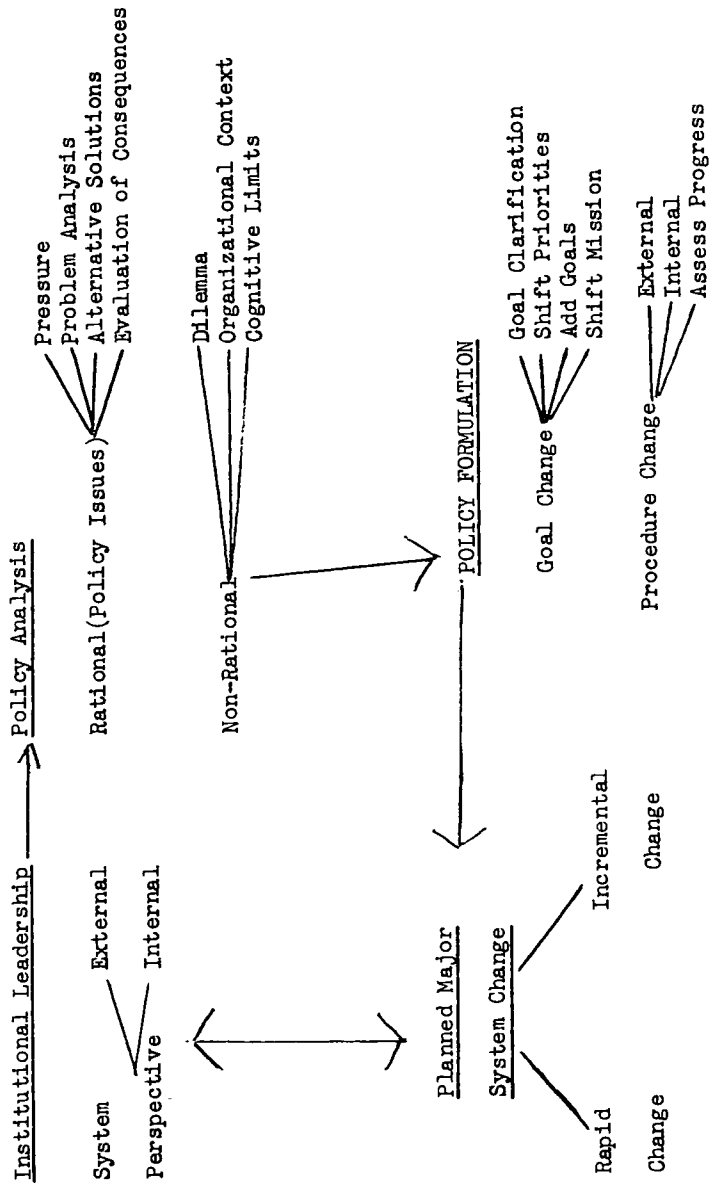 Institutional Leadership
System
Perspective
External
Internal
Policy Analysis
Rational(Policy Issues)
Pressure
Problem Analysis
Alternative Solutions
Evaluation of Consequences
Non-Rational
Dilemma
Organizational Context
Cognitive Limits
POLICY FORMULATION
Goal Change
Goal Clarification
Shift Priorities
Add Goals
Shift Mission
Procedure Change
External
Internal
Assess Progress
Planned Major
System Change
Rapid
Change
Incremental
Change